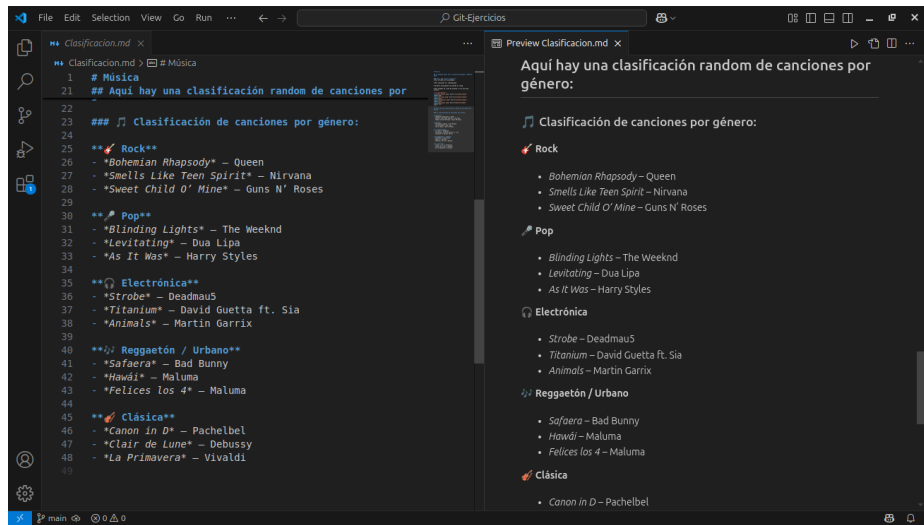 File Edit Selection View Go Run ··· ← → Git-Ejercicios
Clasificacion.md ×
Clasificacion.md > # Música
1 # Música
21 ## Aquí hay una clasificación random de canciones por
22
23 ### 🎵 Clasificación de canciones por género:
24
25 **🎸 Rock**
26 - *Bohemian Rhapsody* – Queen
27 - *Smells Like Teen Spirit* – Nirvana
28 - *Sweet Child O’ Mine* – Guns N’ Roses
29
30 **🎤 Pop**
31 - *Blinding Lights* – The Weeknd
32 - *Levitating* – Dua Lipa
33 - *As It Was* – Harry Styles
34
35 **🎧 Electrónica**
36 - *Strobe* – Deadmau5
37 - *Titanium* – David Guetta ft. Sia
38 - *Animals* – Martin Garrix
39
40 **🎶 Reggaetón / Urbano**
41 - *Safaera* – Bad Bunny
42 - *Hawái* – Maluma
43 - *Felices los 4* – Maluma
44
45 **🎻 Clásica**
46 - *Canon in D* – Pachelbel
47 - *Clair de Lune* – Debussy
48 - *La Primavera* – Vivaldi
49
Preview Clasificacion.md ×
Aquí hay una clasificación random de canciones por
género:
🎵 Clasificación de canciones por género:
🎸 Rock
• Bohemian Rhapsody – Queen
• Smells Like Teen Spirit – Nirvana
• Sweet Child O’ Mine – Guns N’ Roses
🎤 Pop
• Blinding Lights – The Weeknd
• Levitating – Dua Lipa
• As It Was – Harry Styles
🎧 Electrónica
• Strobe – Deadmau5
• Titanium – David Guetta ft. Sia
• Animals – Martin Garrix
🎶 Reggaetón / Urbano
• Safaera – Bad Bunny
• Hawái – Maluma
• Felices los 4 – Maluma
🎻 Clásica
• Canon in D – Pachelbel
1
main 0 0